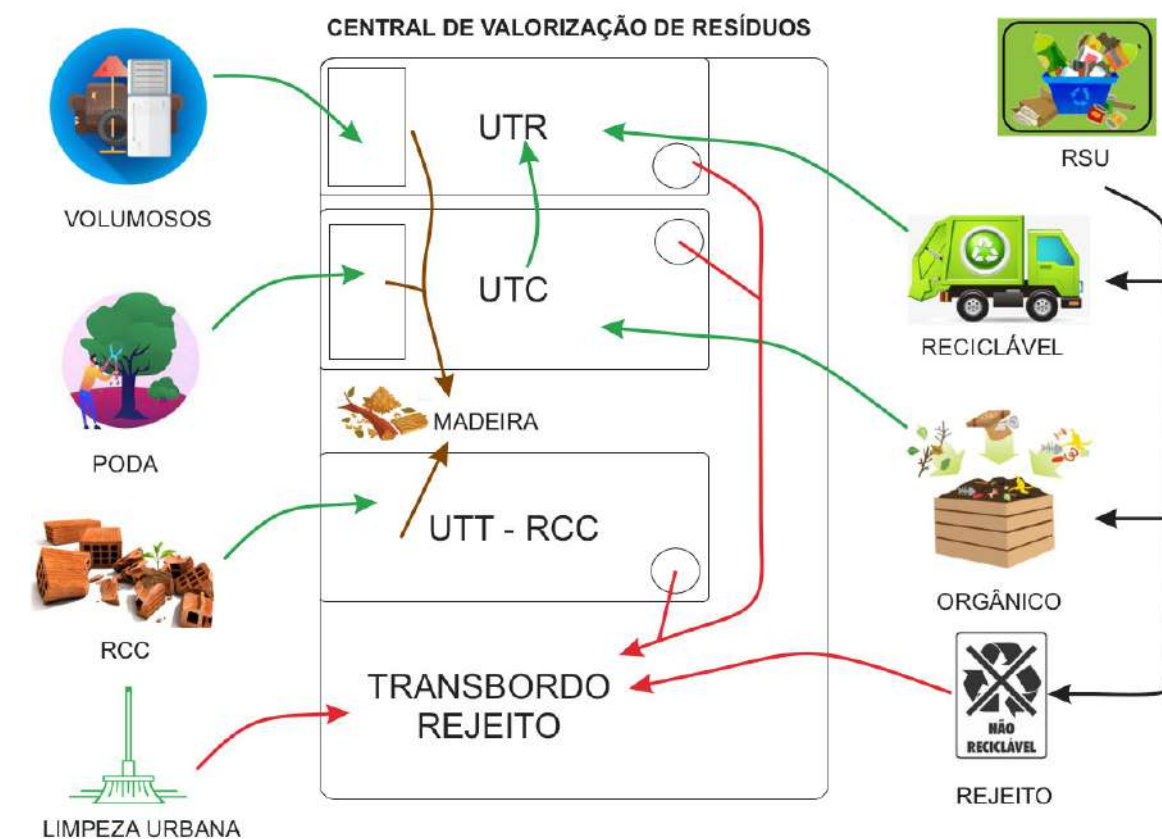 CENTRAL DE VALORIZAÇÃO DE RESÍDUOS
VOLUMOSOS
UTR
RSU
UTC
RECICLÁVEL
PODA
MADEIRA
UTT - RCC
ORGÂNICO
RCC
TRANSBORDO
REJEITO
NÃO
RECICLÁVEL
REJEITO
LIMPEZA URBANA